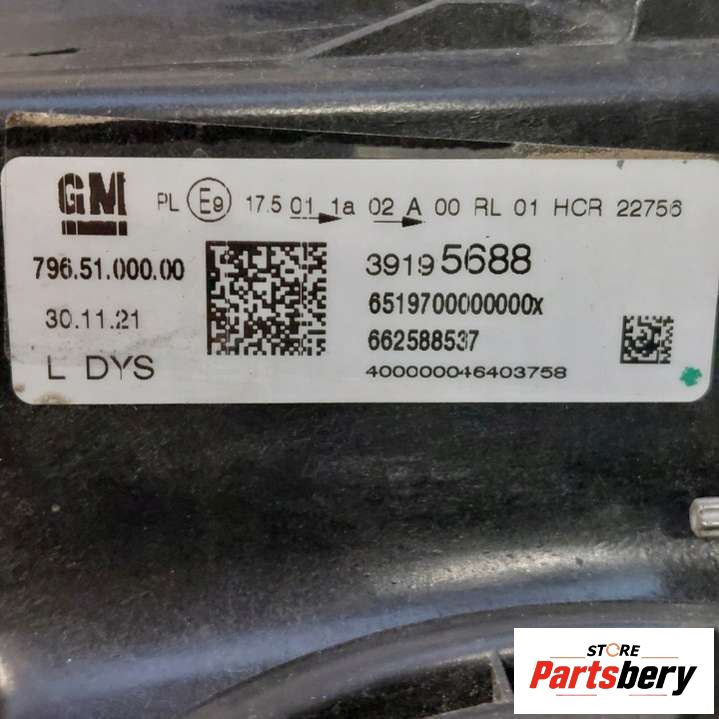 GM
PL E9 17.5 01 1a 02 A 00 RL 01 HCR 22756
796.51.000.00
39195688
30.11.21
6519700000000X
662588537
L DYS
400000046403758
STORE
Partsbery